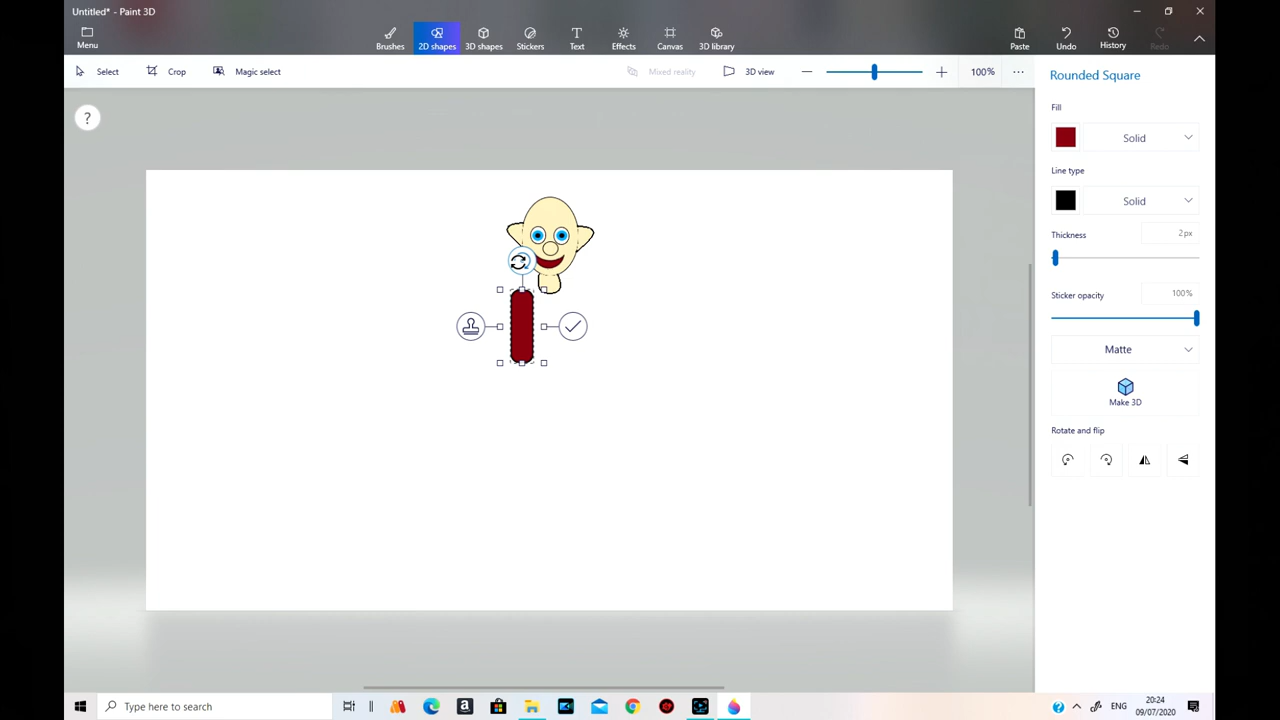 Untitled* - Paint 3D
Menu
Brushes
2D shapes
3D shapes
Stickers
Text
Effects
Canvas
3D library
Paste
Undo
History
Redo
Select
Crop
Magic select
Mixed reality
3D view
100%
?
Rounded Square
Fill
Solid
Line type
Solid
Thickness
2px
Sticker opacity
100%
Matte
Make 3D
Rotate and flip
Type here to search
ENG
20:24
09/07/2020